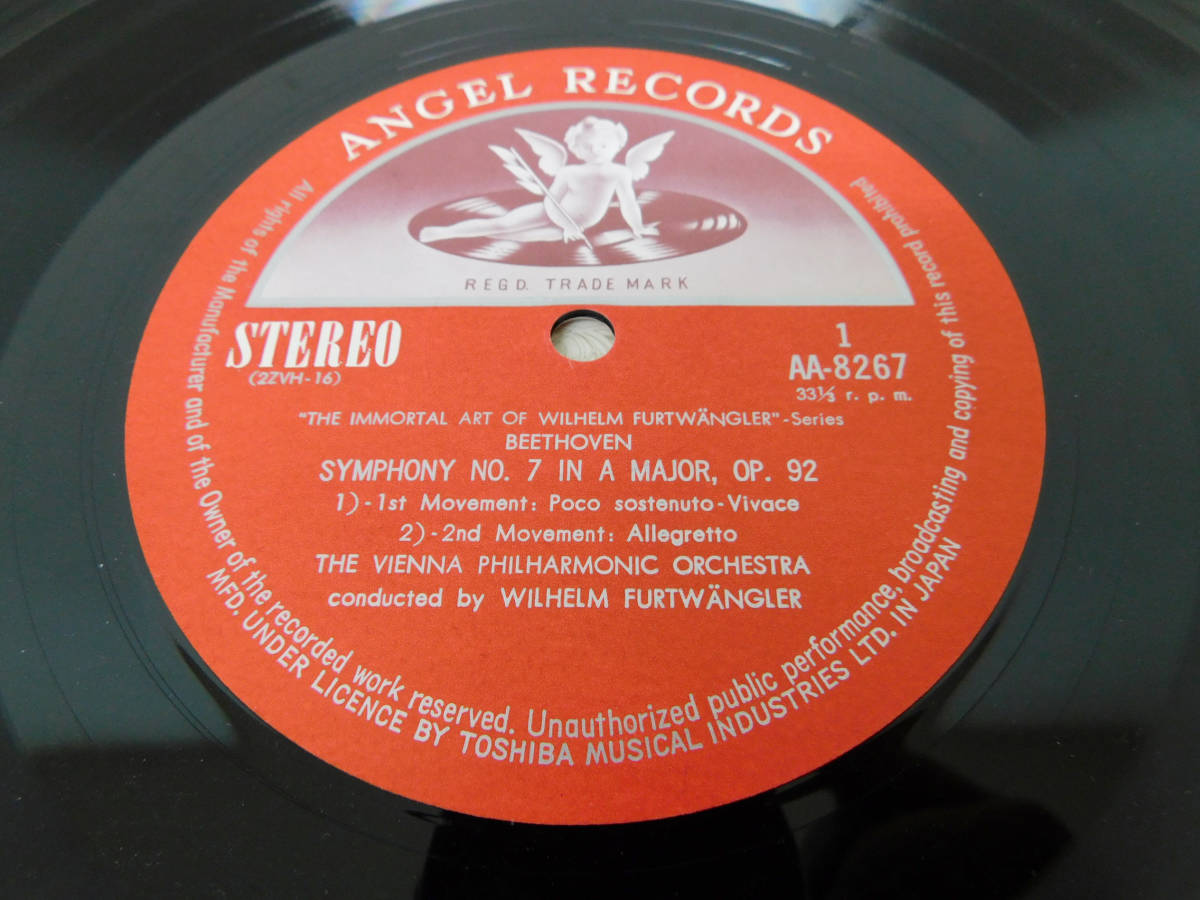 ANGEL RECORDS
REGD. TRADE MARK
STEREO
(2ZVH-16)
1
AA-8267
33⅓ r. p. m.
"THE IMMORTAL ART OF WILHELM FURTWÄNGLER"-Series
BEETHOVEN
SYMPHONY NO. 7 IN A MAJOR, OP. 92
1)-1st Movement: Poco sostenuto-Vivace
2)-2nd Movement: Allegretto
THE VIENNA PHILHARMONIC ORCHESTRA
conducted by WILHELM FURTWÄNGLER
All rights of the Manufacturer and of the Owner of the recorded work reserved. Unauthorized public performance, broadcasting and copying of this record prohibited
MFD. UNDER LICENCE BY TOSHIBA MUSICAL INDUSTRIES LTD. IN JAPAN